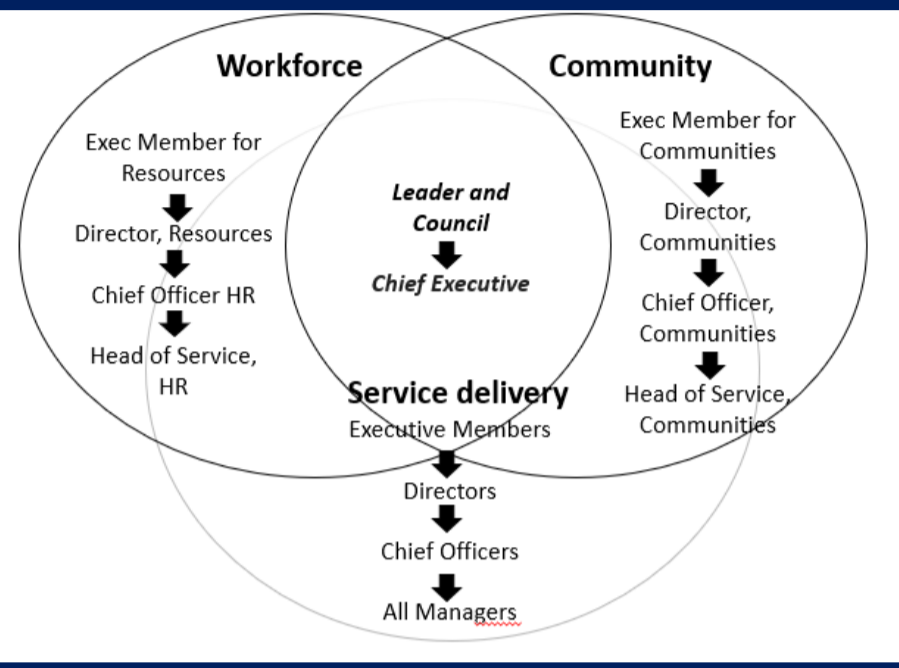 Workforce
Exec Member for
Resources
Director, Resources
Chief Officer HR
Head of Service,
HR
Leader and
Council
Chief Executive
Community
Exec Member for
Communities
Director,
Communities
Chief Officer,
Communities
Head of Service,
Communities
Service delivery
Executive Members
Directors
Chief Officers
All Managers